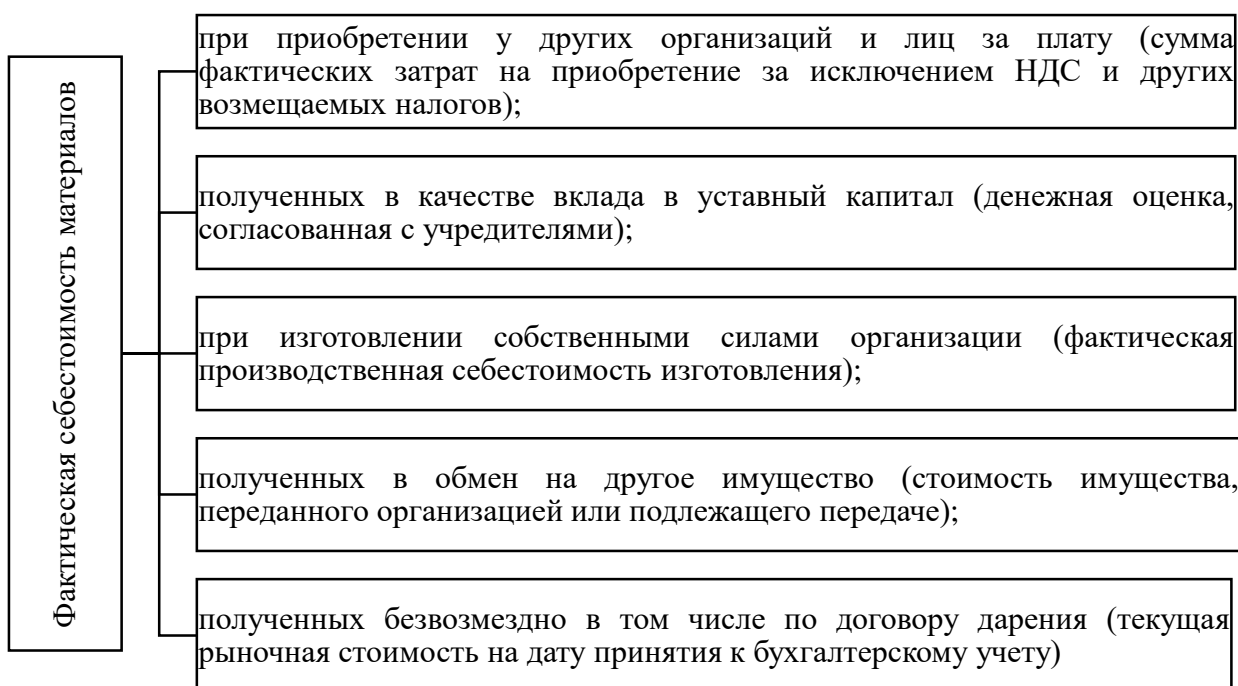 Фактическая себестоимость материалов
при приобретении у других организаций и лиц за плату (сумма
фактических затрат на приобретение за исключением НДС и других
возмещаемых налогов);
полученных в качестве вклада в уставный капитал (денежная оценка,
согласованная с учредителями);
при изготовлении собственными силами организации (фактическая
производственная себестоимость изготовления);
полученных в обмен на другое имущество (стоимость имущества,
переданного организацией или подлежащего передаче);
полученных безвозмездно в том числе по договору дарения (текущая
рыночная стоимость на дату принятия к бухгалтерскому учету)